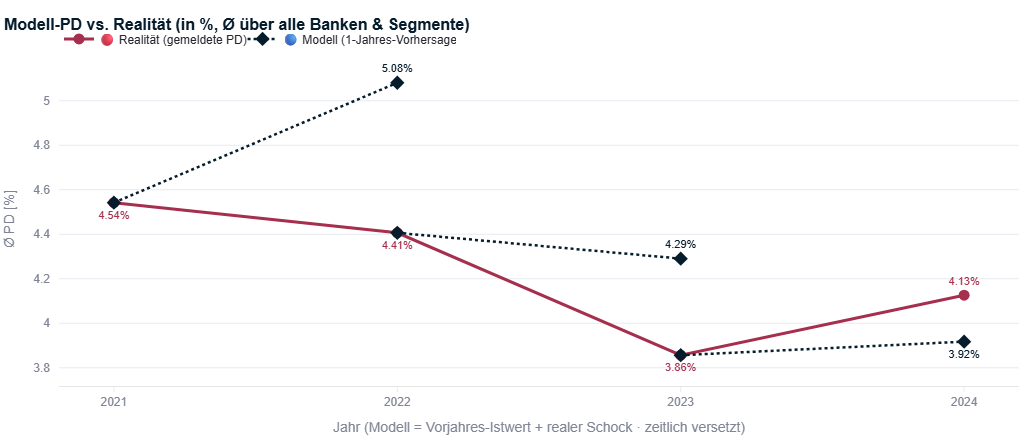 Modell-PD vs. Realität (in %, Ø über alle Banken & Segmente)
Realität (gemeldete PD) Modell (1-Jahres-Vorhersage
5.08%
5
4.8
4.6
4.54%
4.4
4.41%
4.29%
4.2
4.13%
4
3.92%
3.86%
3.8
Ø PD [%]
2021 2022 2023 2024
Jahr (Modell = Vorjahres-Istwert + realer Schock · zeitlich versetzt)